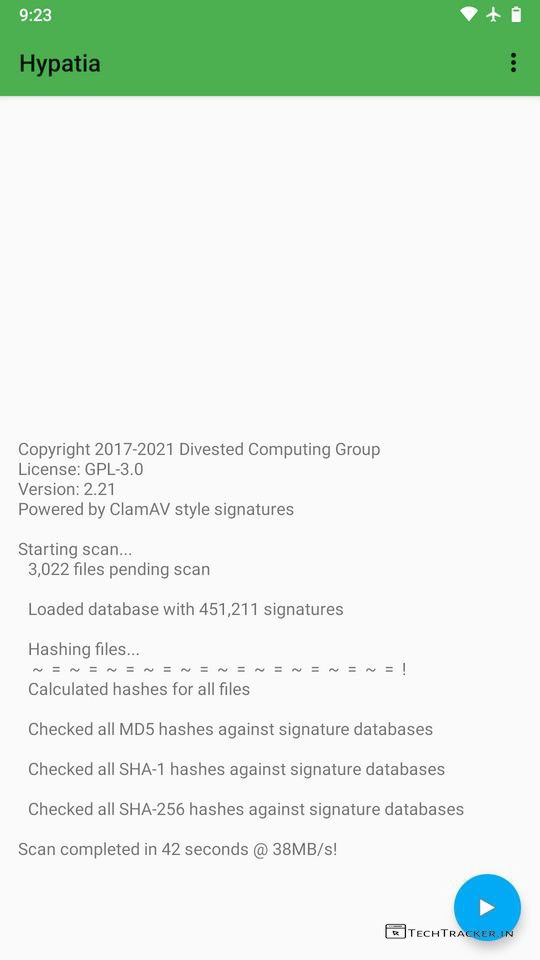 9:23
Hypatia
Copyright 2017-2021 Divested Computing Group
License: GPL-3.0
Version: 2.21
Powered by ClamAV style signatures
Starting scan...
3,022 files pending scan
Loaded database with 451,211 signatures
Hashing files...
~ = ~ = ~ = ~ = ~ = ~ = ~ = ~ = ~ = ~ = !
Calculated hashes for all files
Checked all MD5 hashes against signature databases
Checked all SHA-1 hashes against signature databases
Checked all SHA-256 hashes against signature databases
Scan completed in 42 seconds @ 38MB/s!
TECHTRACKER.IN